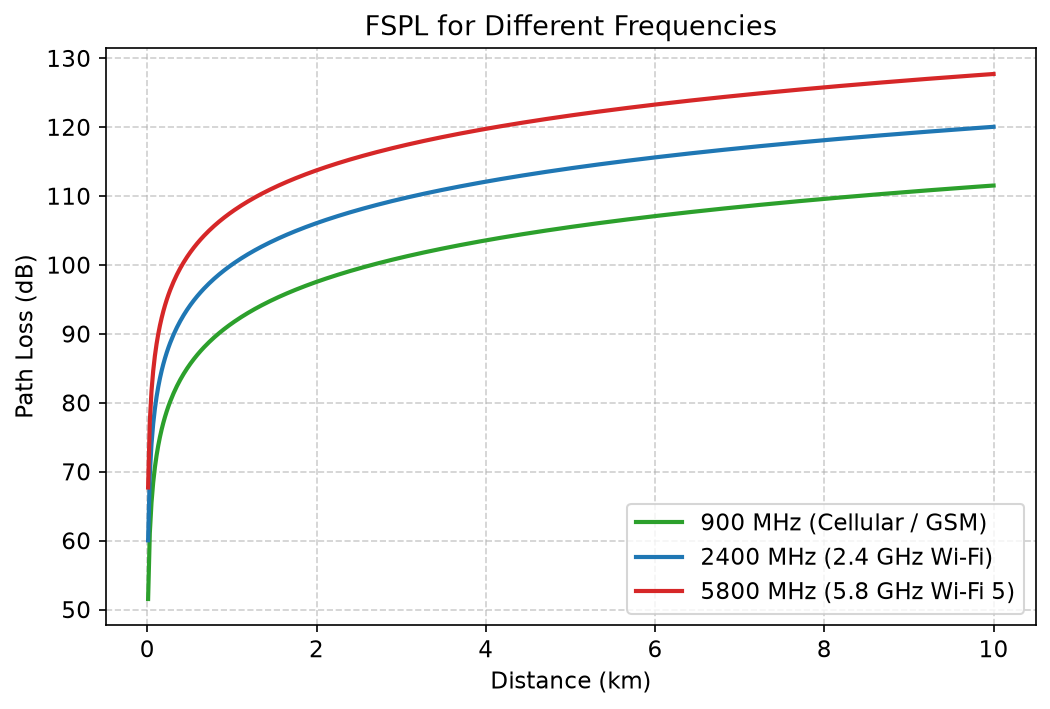 FSPL for Different Frequencies
130
120
110
100
90
80
70
60
50
Path Loss (dB)
900 MHz (Cellular / GSM)
2400 MHz (2.4 GHz Wi-Fi)
5800 MHz (5.8 GHz Wi-Fi 5)
0 2 4 6 8 10
Distance (km)